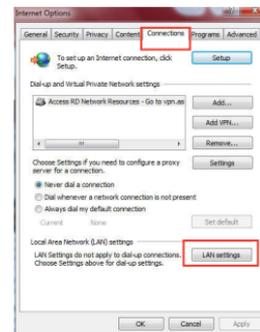 Internet Options
General Security Privacy Content Connections Programs Advanced
To set up an Internet connection, click
Setup.
Setup
Dial-up and Virtual Private Network settings
Access RD Network Resources - Go to vpn.as
Add...
Add VPN...
Remove...
Choose Settings if you need to configure a proxy
server for a connection.
Settings
Never dial a connection
Dial whenever a network connection is not present
Always dial my default connection
Current None
Set default
Local Area Network (LAN) settings
LAN Settings do not apply to dial-up connections.
Choose Settings above for dial-up settings.
LAN settings
OK Cancel Apply